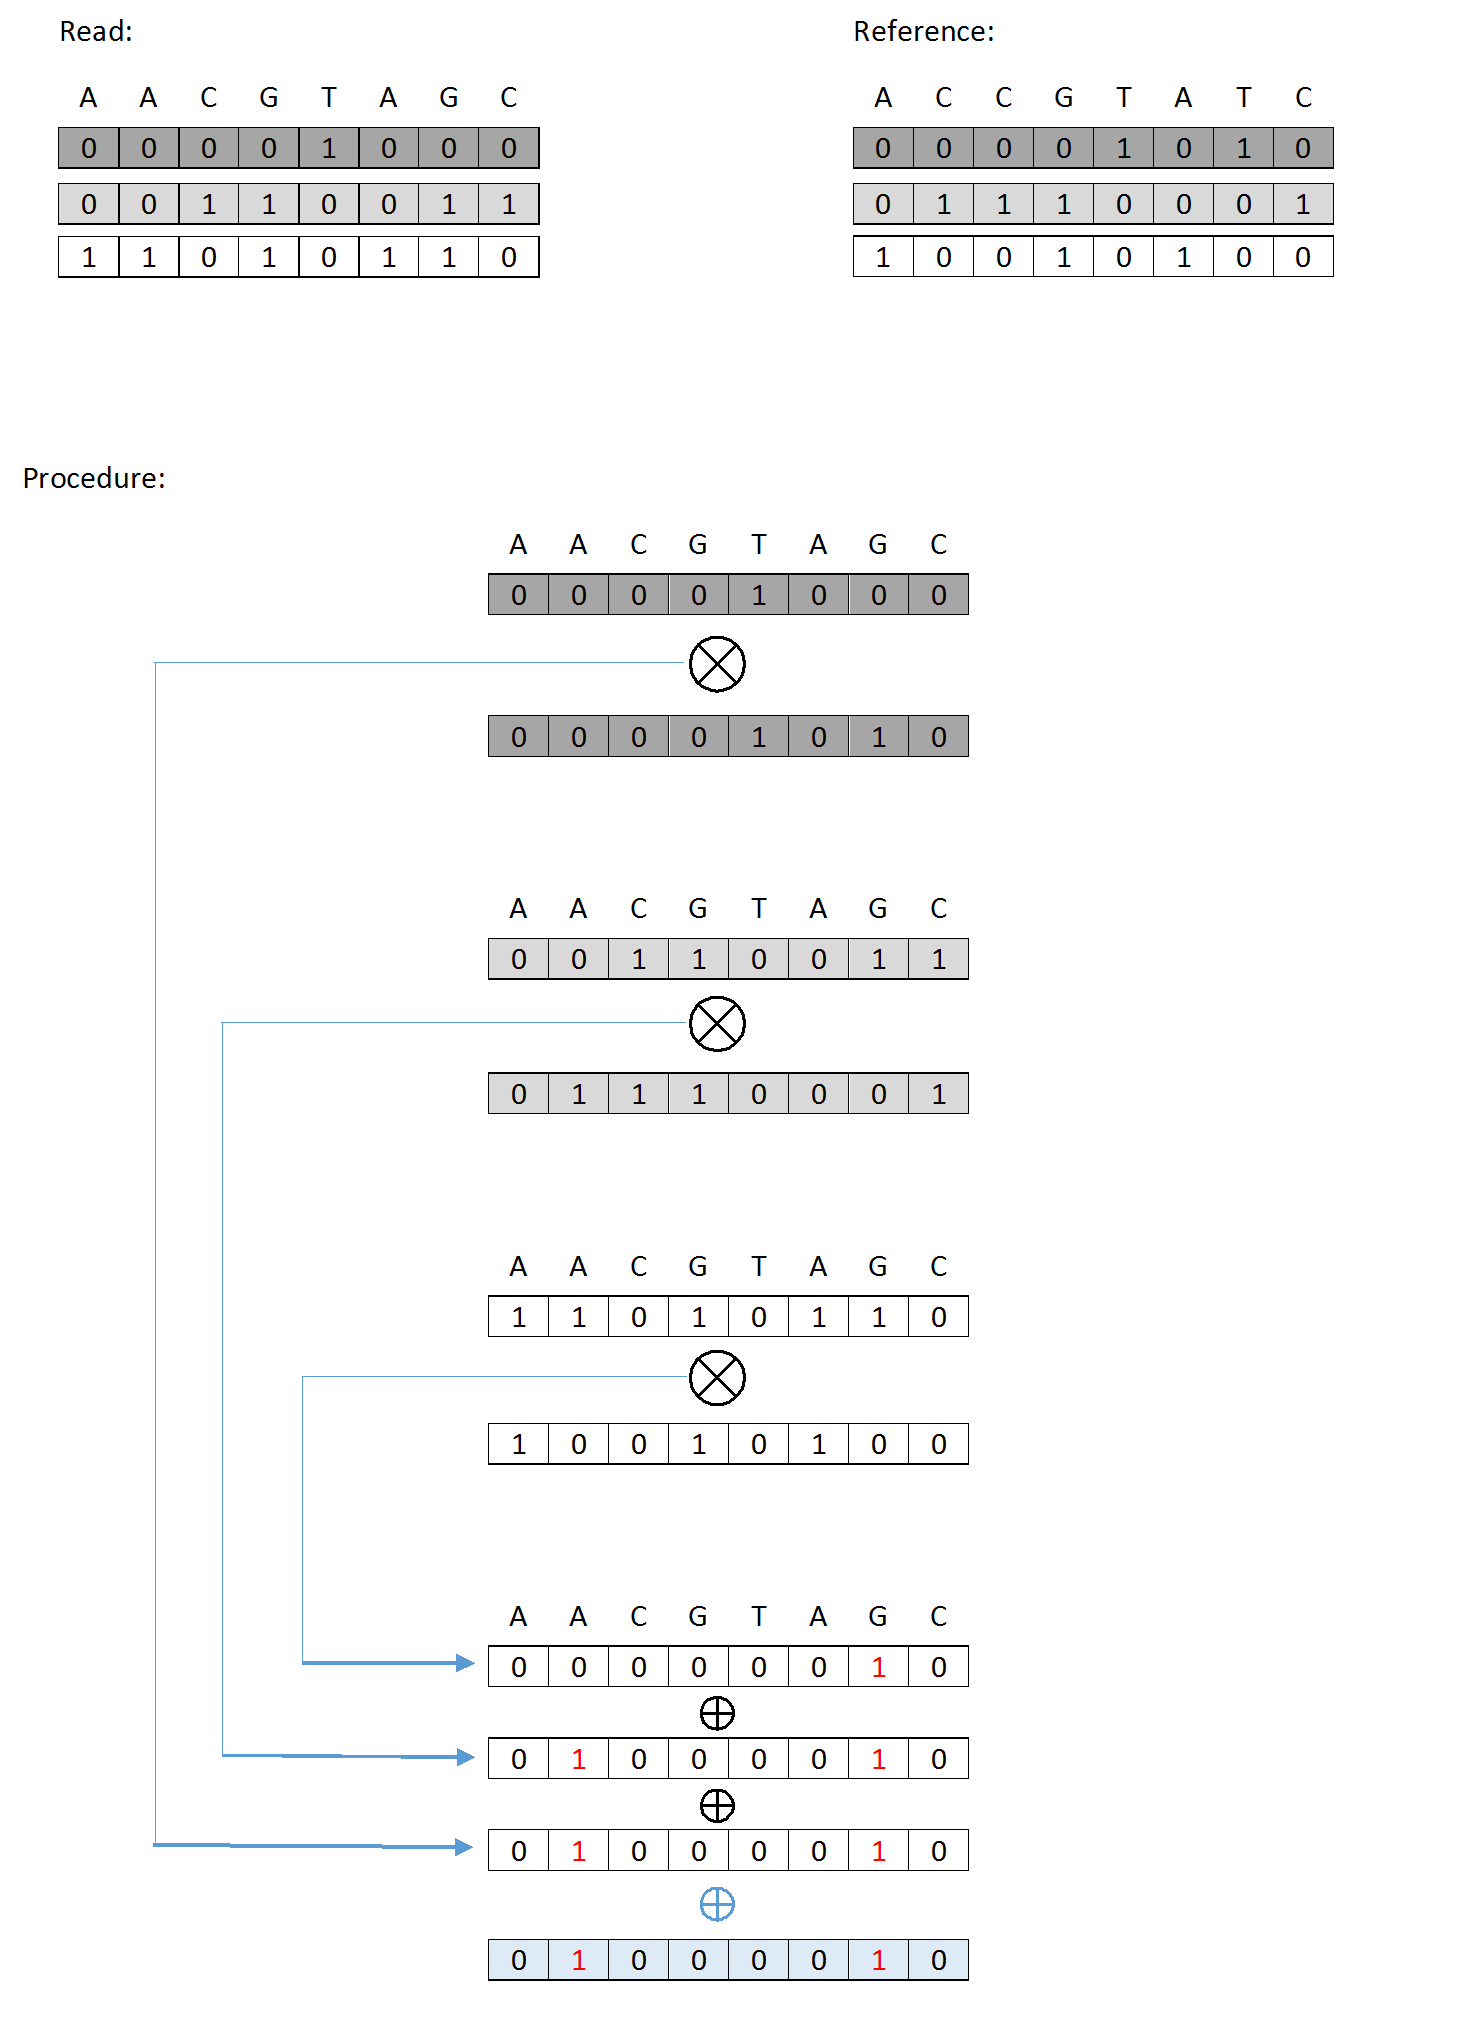 Read: Reference:
A A C G T A G C A C C G T A T C
0 0 0 0 1 0 0 0 0 0 0 0 1 0 1 0
0 0 1 1 0 0 1 1 0 1 1 1 0 0 0 1
1 1 0 1 0 1 1 0 1 0 0 1 0 1 0 0
Procedure:
A A C G T A G C
0 0 0 0 1 0 0 0
0 0 0 0 1 0 1 0
A A C G T A G C
0 0 1 1 0 0 1 1
0 1 1 1 0 0 0 1
A A C G T A G C
1 1 0 1 0 1 1 0
1 0 0 1 0 1 0 0
A A C G T A G C
0 0 0 0 0 0 1 0
0 1 0 0 0 0 1 0
0 1 0 0 0 0 1 0
0 1 0 0 0 0 1 0